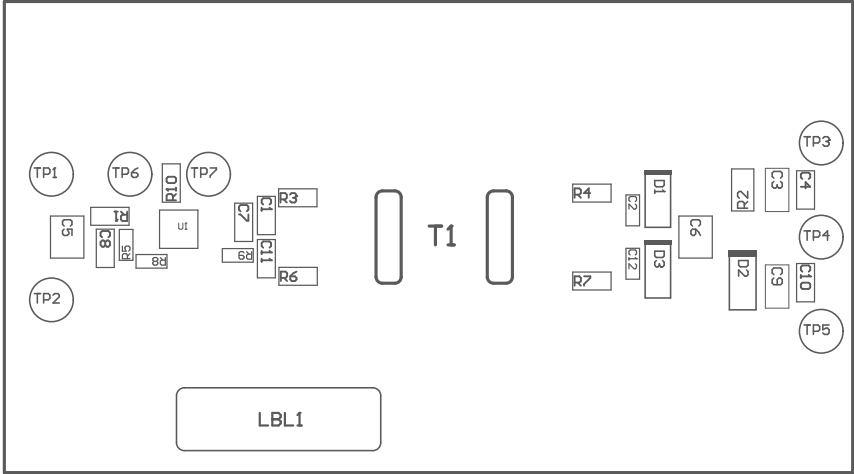 TP3
TP1
TP6
R10
TP7
R3
R4
D1
R2
C3
C4
C5
R1
C8
R5
R8
U1
C7
C1
R9
C11
R6
T1
C2
C12
R7
D3
C6
D2
C9
C10
TP4
TP2
TP5
LBL1